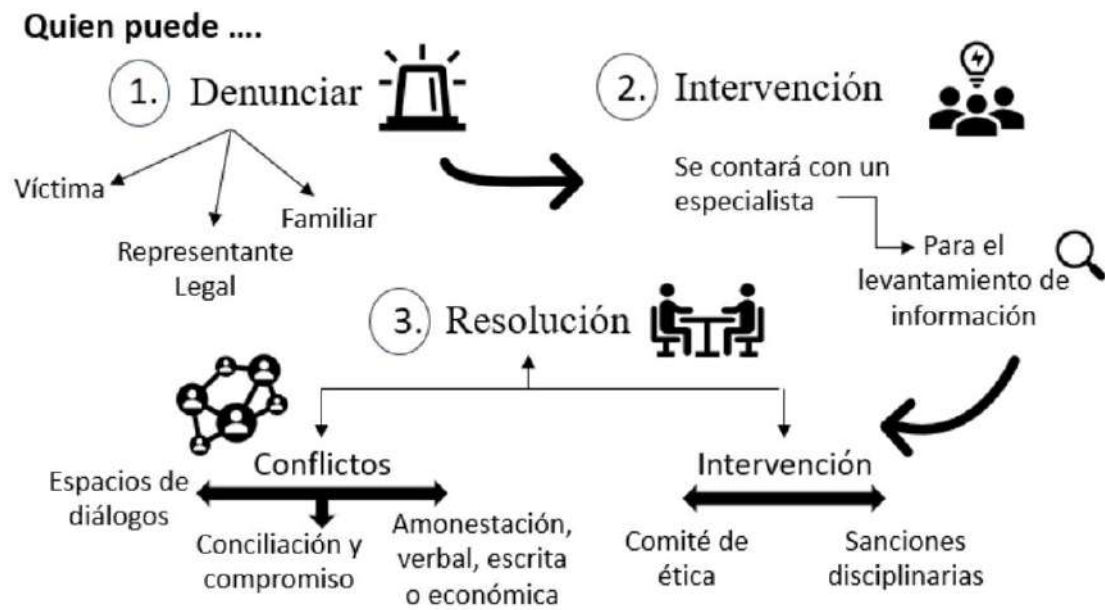 Quien puede ....
1. Denunciar
Víctima
Representante
Legal
Familiar
2. Intervención
Se contará con un
especialista
Para el
levantamiento de
información
3. Resolución
Conflictos
Espacios de
diálogos
Conciliación y
compromiso
Amonestación,
verbal, escrita
o económica
Intervención
Comité de
ética
Sanciones
disciplinarias